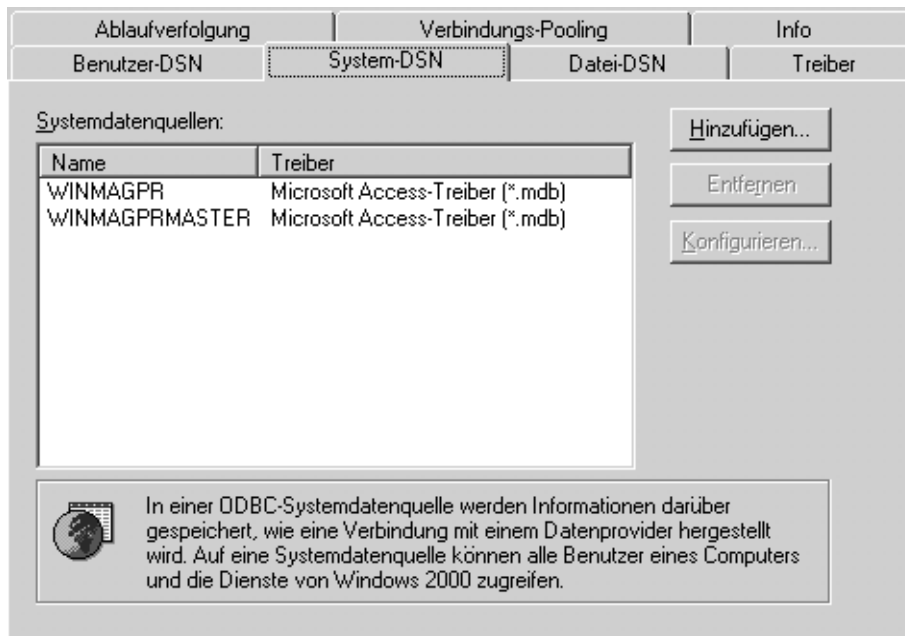 Ablaufverfolgung Verbindungs-Pooling Info
Benutzer-DSN System-DSN Datei-DSN Treiber
Systemdatenquellen:
Hinzufügen...
Name Treiber
WINMAGPR Microsoft Access-Treiber (*.mdb)
Entfernen
WINMAGPRMASTER Microsoft Access-Treiber (*.mdb)
Konfigurieren...
In einer ODBC-Systemdatenquelle werden Informationen darüber
gespeichert, wie eine Verbindung mit einem Datenprovider hergestellt
wird. Auf eine Systemdatenquelle können alle Benutzer eines Computers
und die Dienste von Windows 2000 zugreifen.